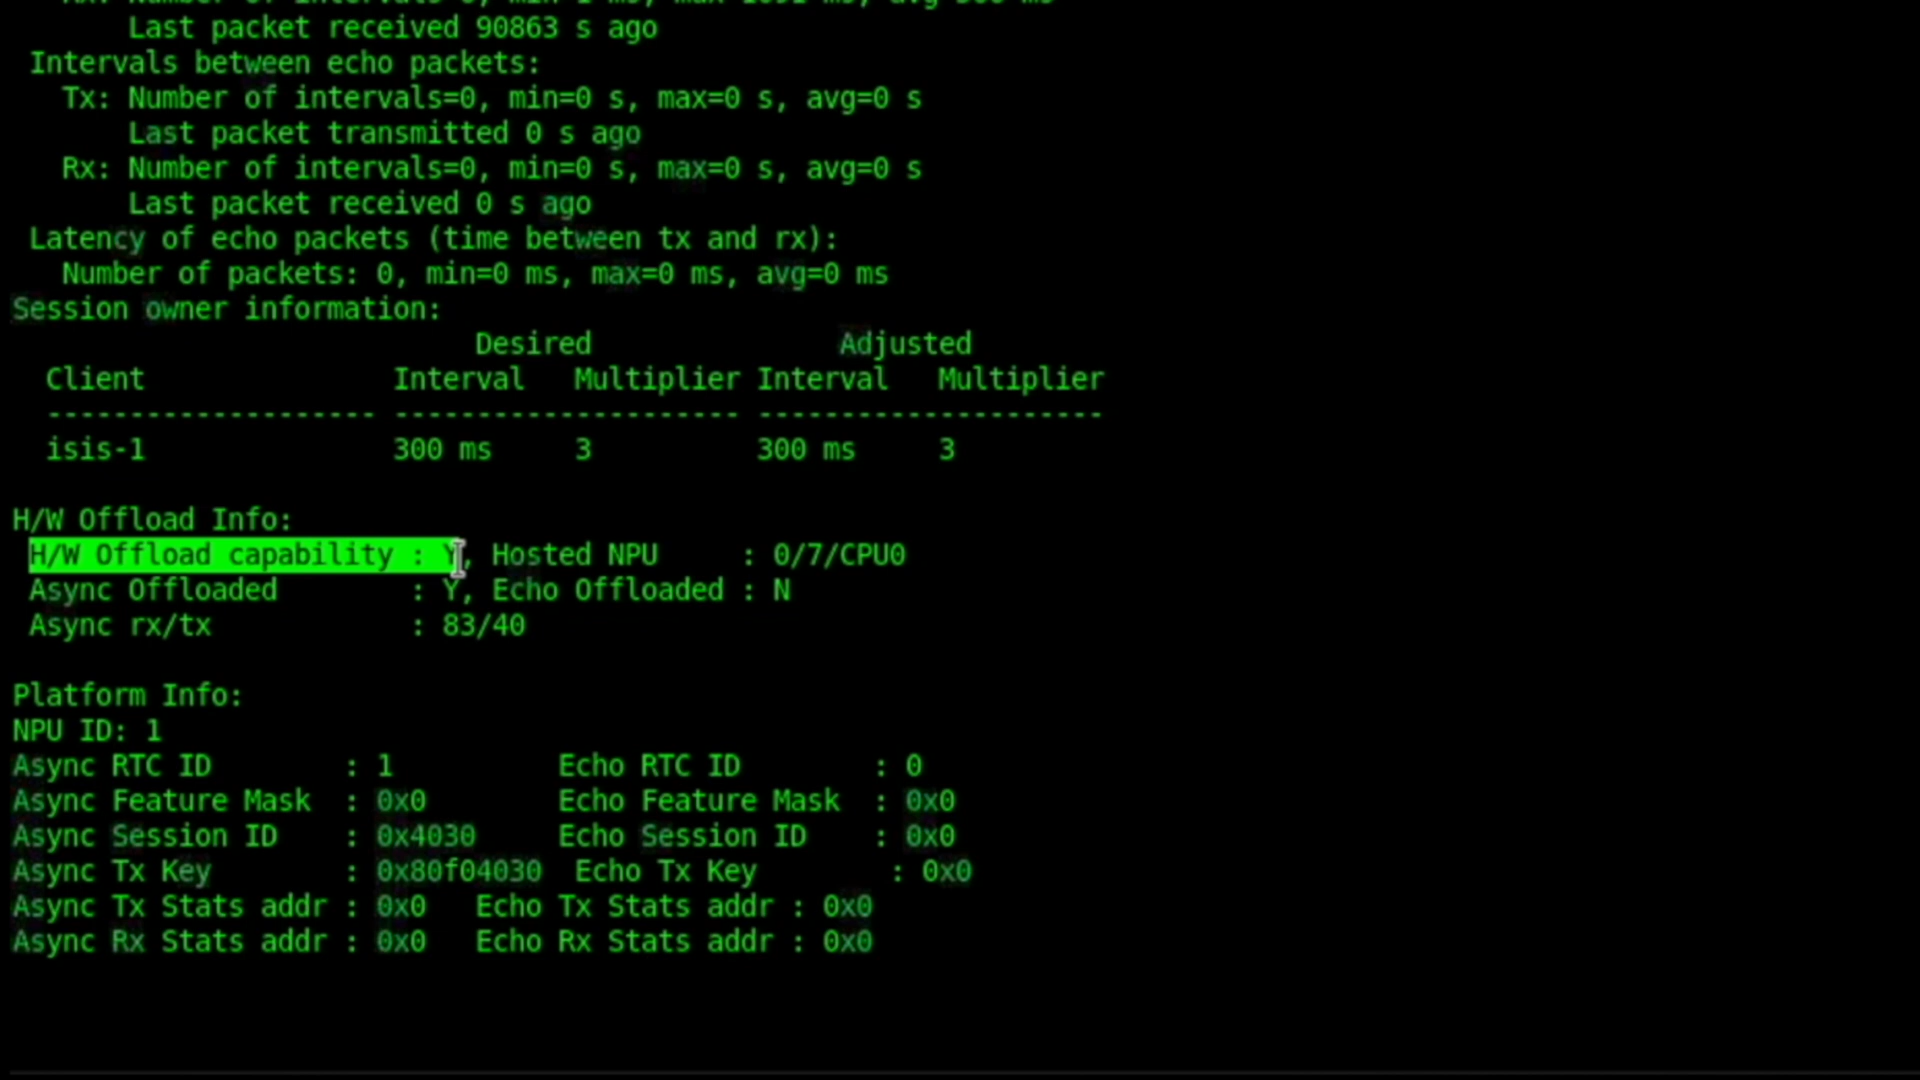 Last packet received 90863 s ago
Intervals between echo packets:
Tx: Number of intervals=0, min=0 s, max=0 s, avg=0 s
Last packet transmitted 0 s ago
Rx: Number of intervals=0, min=0 s, max=0 s, avg=0 s
Last packet received 0 s ago
Latency of echo packets (time between tx and rx):
Number of packets: 0, min=0 ms, max=0 ms, avg=0 ms
Session owner information:
Desired Adjusted
Client Interval Multiplier Interval Multiplier
-------------------- --------------------- ---------------------
isis-1 300 ms 3 300 ms 3
H/W Offload Info:
H/W Offload capability : Y, Hosted NPU : 0/7/CPU0
Async Offloaded : Y, Echo Offloaded : N
Async rx/tx : 83/40
Platform Info:
NPU ID: 1
Async RTC ID : 1 Echo RTC ID : 0
Async Feature Mask : 0x0 Echo Feature Mask : 0x0
Async Session ID : 0x4030 Echo Session ID : 0x0
Async Tx Key : 0x80f04030 Echo Tx Key : 0x0
Async Tx Stats addr : 0x0 Echo Tx Stats addr : 0x0
Async Rx Stats addr : 0x0 Echo Rx Stats addr : 0x0